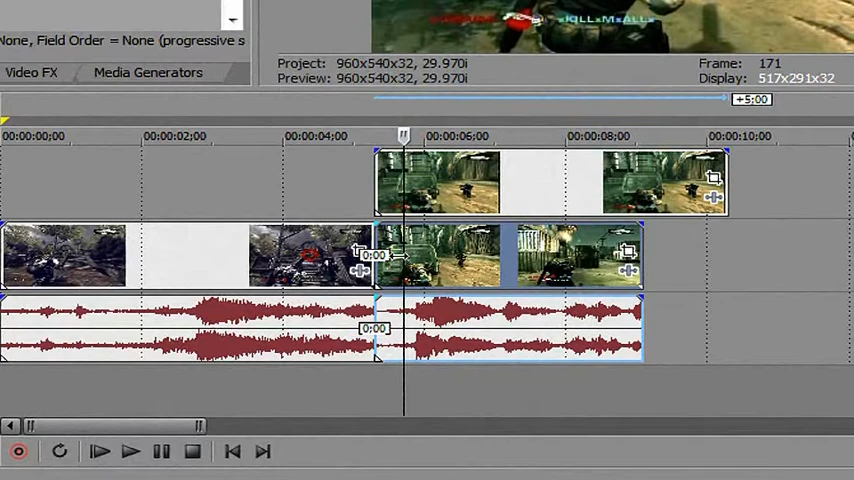 xKILLxMxALLx
None, Field Order = None (progressive s
Project: 960x540x32, 29.970i
Frame: 171
Preview: 960x540x32, 29.970i
Display: 517x291x32
Video FX
Media Generators
+5;00
00:00:00;00
00:00:02;00
00:00:04;00
00:00:06;00
00:00:08;00
00:00:10;00
0:00
0:00